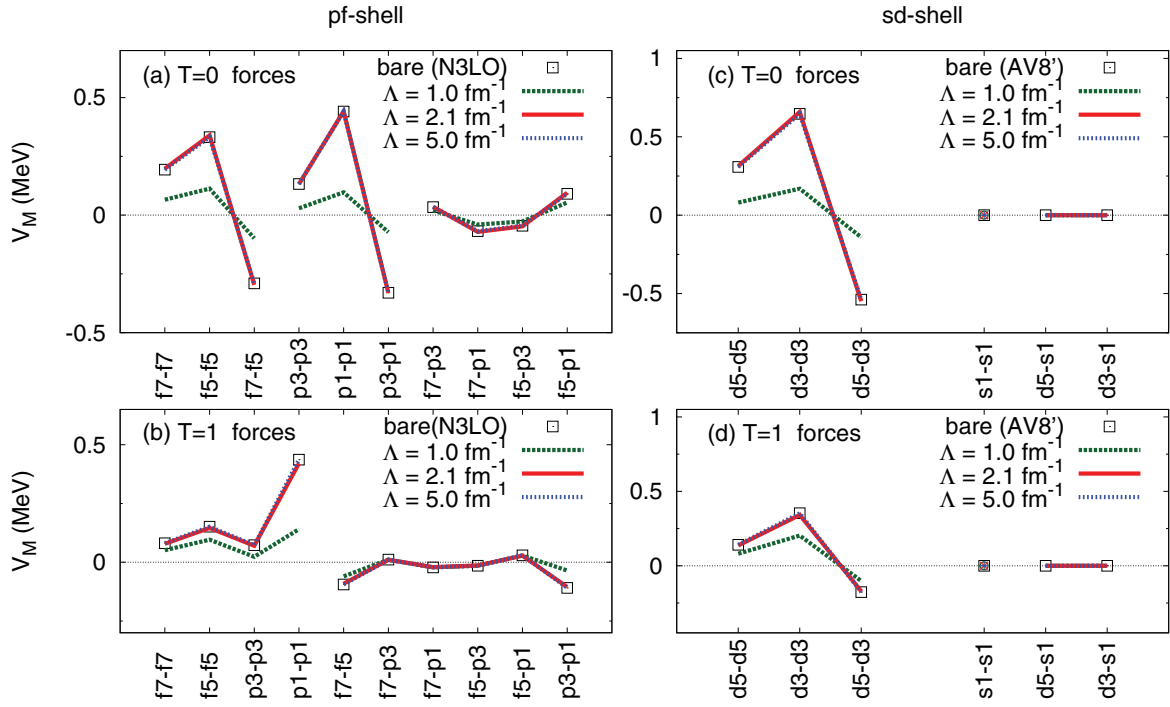 pf-shell
sd-shell
V_M (MeV)
0.5
0
-0.5
(a) T=0 forces
bare (N3LO)
Λ = 1.0 fm⁻¹
Λ = 2.1 fm⁻¹
Λ = 5.0 fm⁻¹
f7-f7
f5-f5
f7-f5
p3-p3
p1-p1
p3-p1
f7-p3
f7-p1
f5-p3
f5-p1
1
0.5
0
-0.5
(c) T=0 forces
bare (AV8')
Λ = 1.0 fm⁻¹
Λ = 2.1 fm⁻¹
Λ = 5.0 fm⁻¹
d5-d5
d3-d3
d5-d3
s1-s1
d5-s1
d3-s1
V_M (MeV)
0.5
0
(b) T=1 forces
bare(N3LO)
Λ = 1.0 fm⁻¹
Λ = 2.1 fm⁻¹
Λ = 5.0 fm⁻¹
f7-f7
f5-f5
p3-p3
p1-p1
f7-f5
f7-p3
f7-p1
f5-p3
f5-p1
p3-p1
1
0.5
0
(d) T=1 forces
bare (AV8')
Λ = 1.0 fm⁻¹
Λ = 2.1 fm⁻¹
Λ = 5.0 fm⁻¹
d5-d5
d3-d3
d5-d3
s1-s1
d5-s1
d3-s1